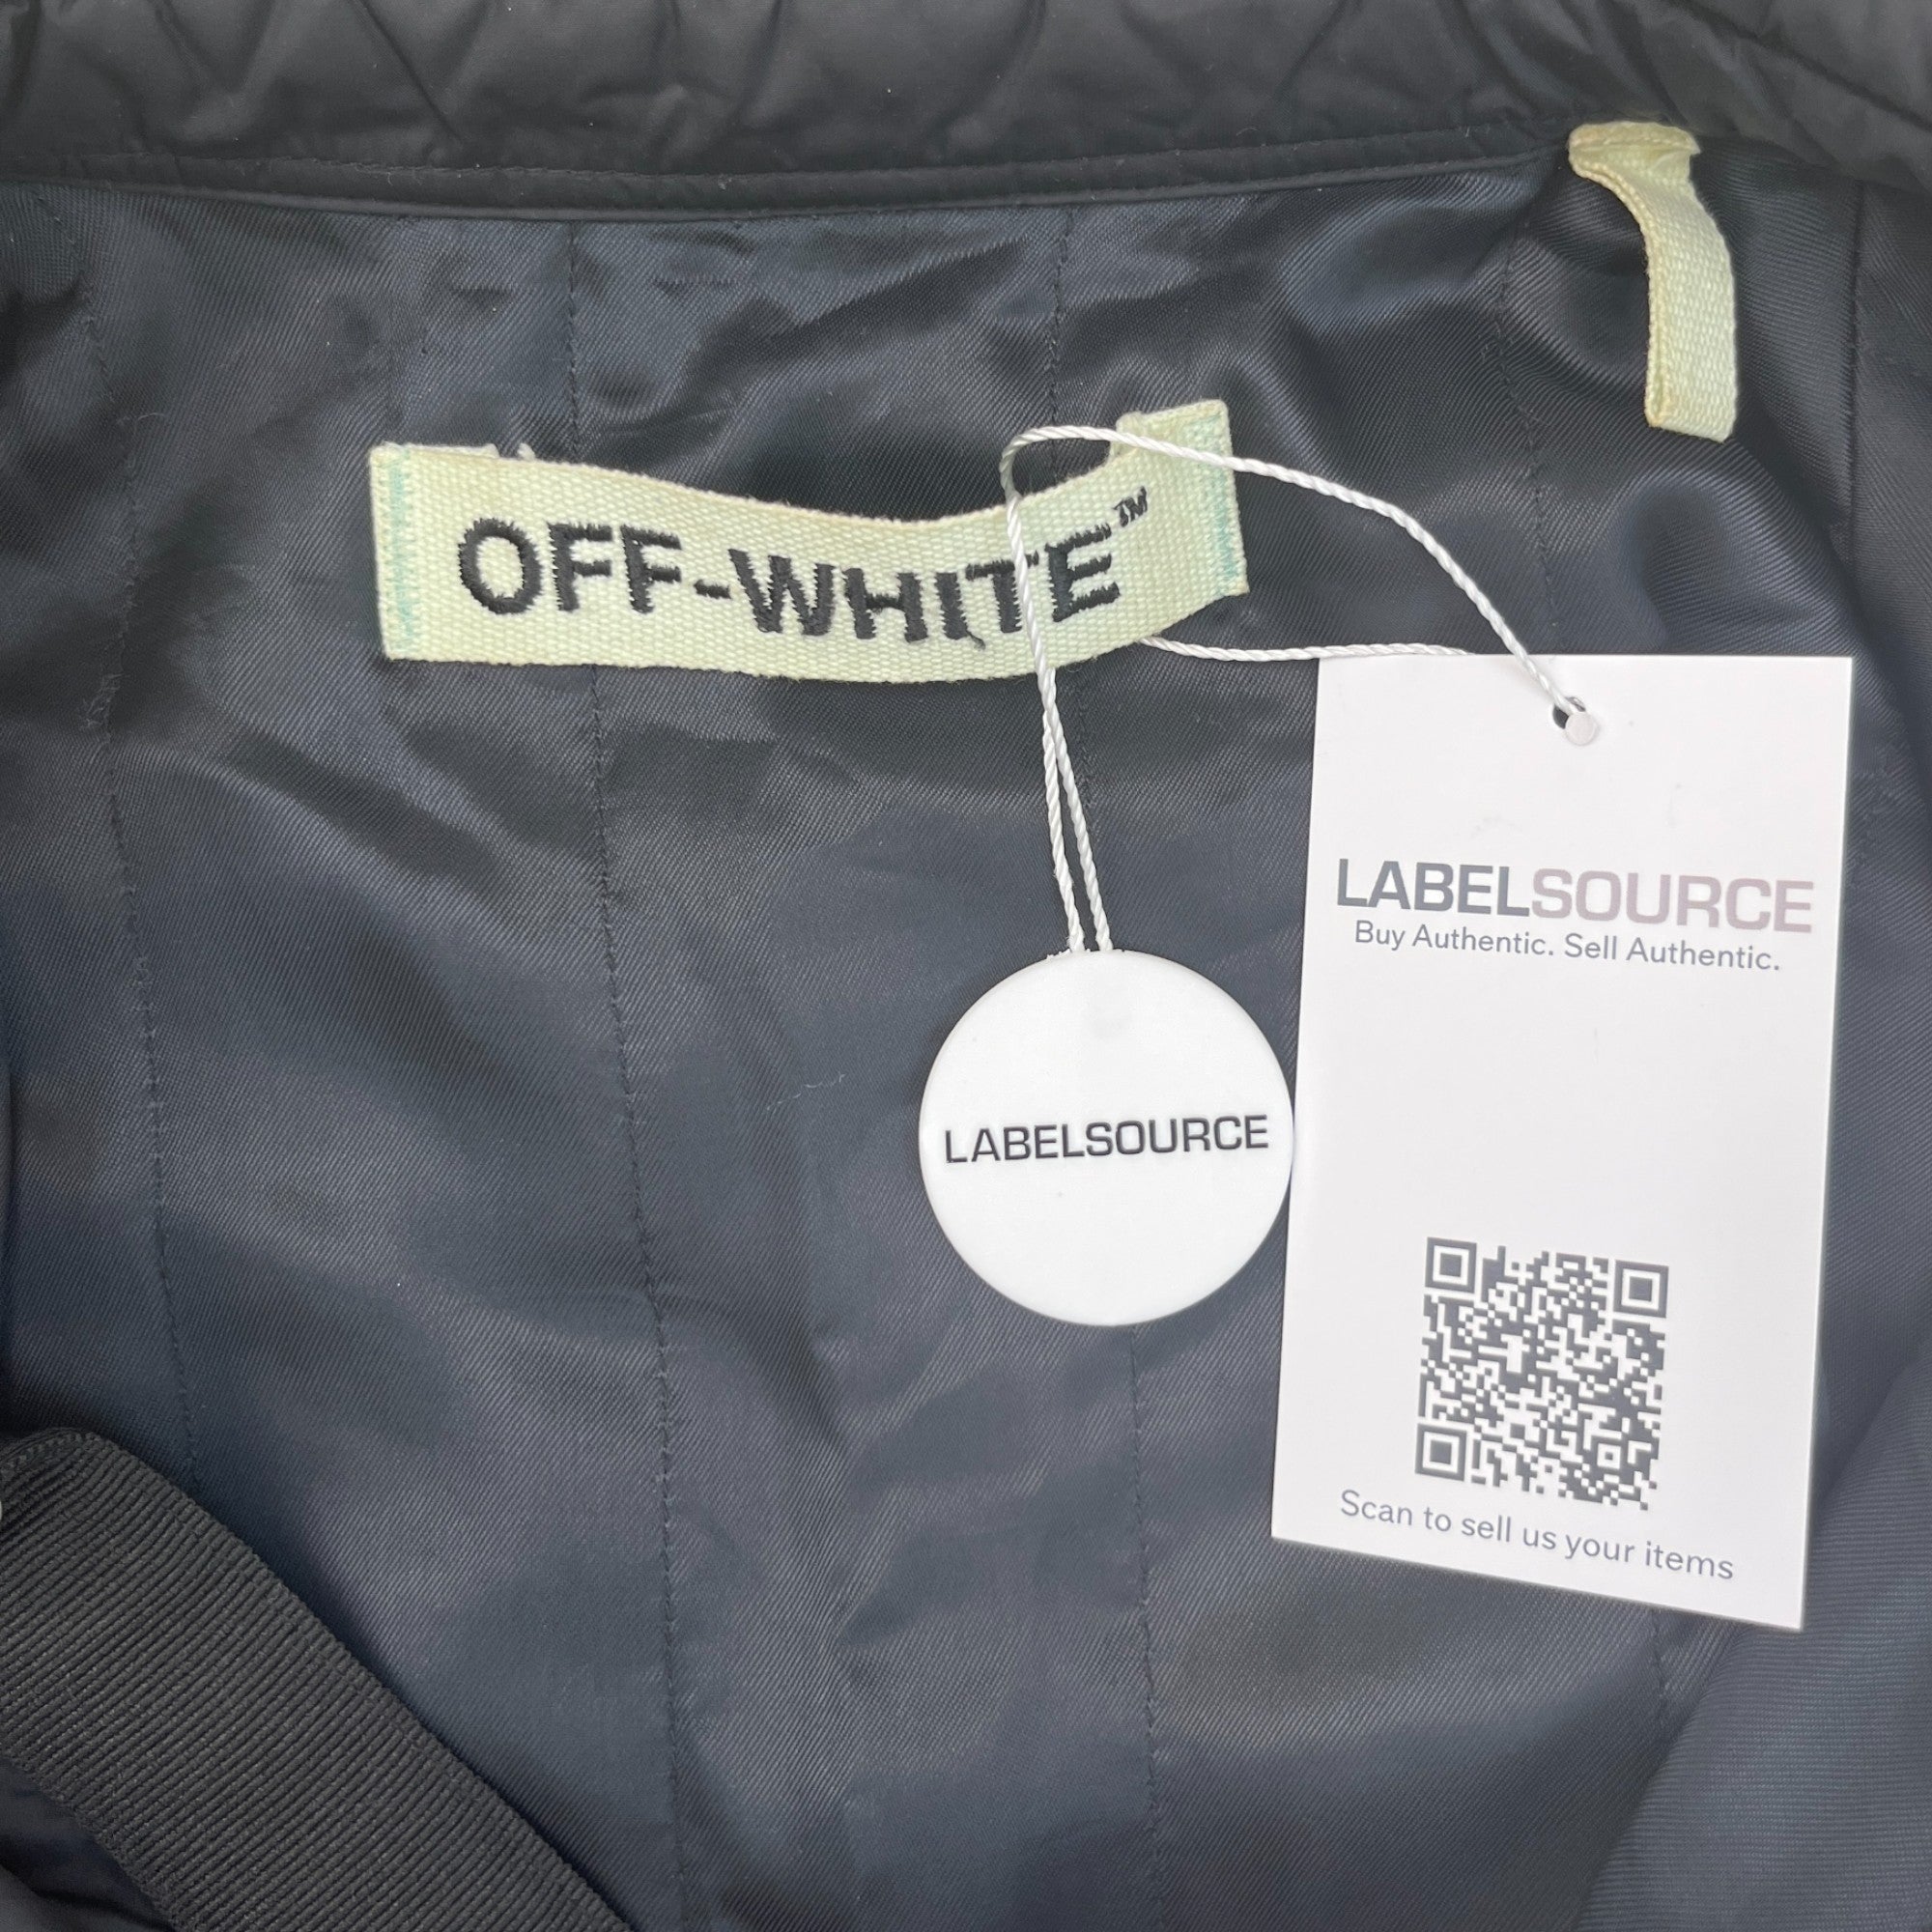 OFF-WHITE™
LABELSOURCE
Buy Authentic. Sell Authentic.
LABELSOURCE
Scan to sell us your items